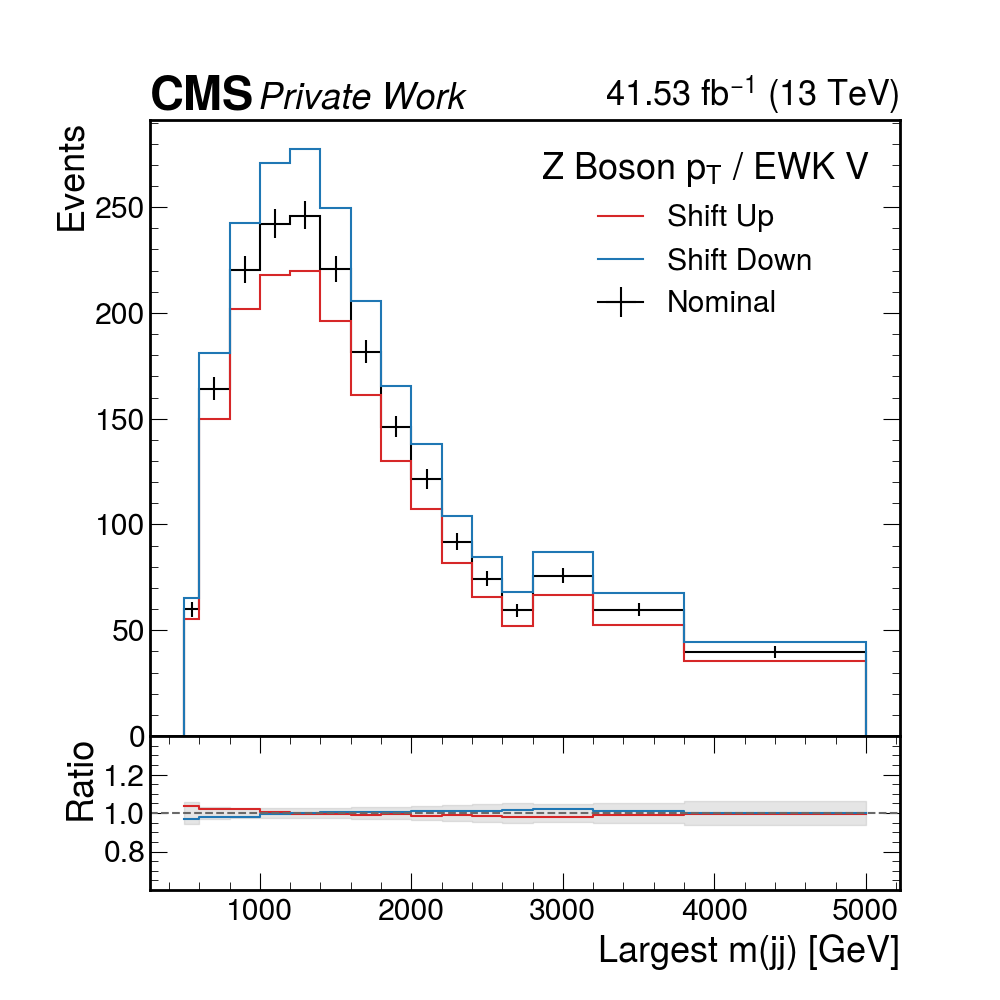 CMS Private Work
41.53 fb⁻¹ (13 TeV)
Events
Z Boson p_T / EWK V
Shift Up
Shift Down
Nominal
250
200
150
100
50
0
Ratio
1.2
1.0
0.8
1000 2000 3000 4000 5000
Largest m(jj) [GeV]